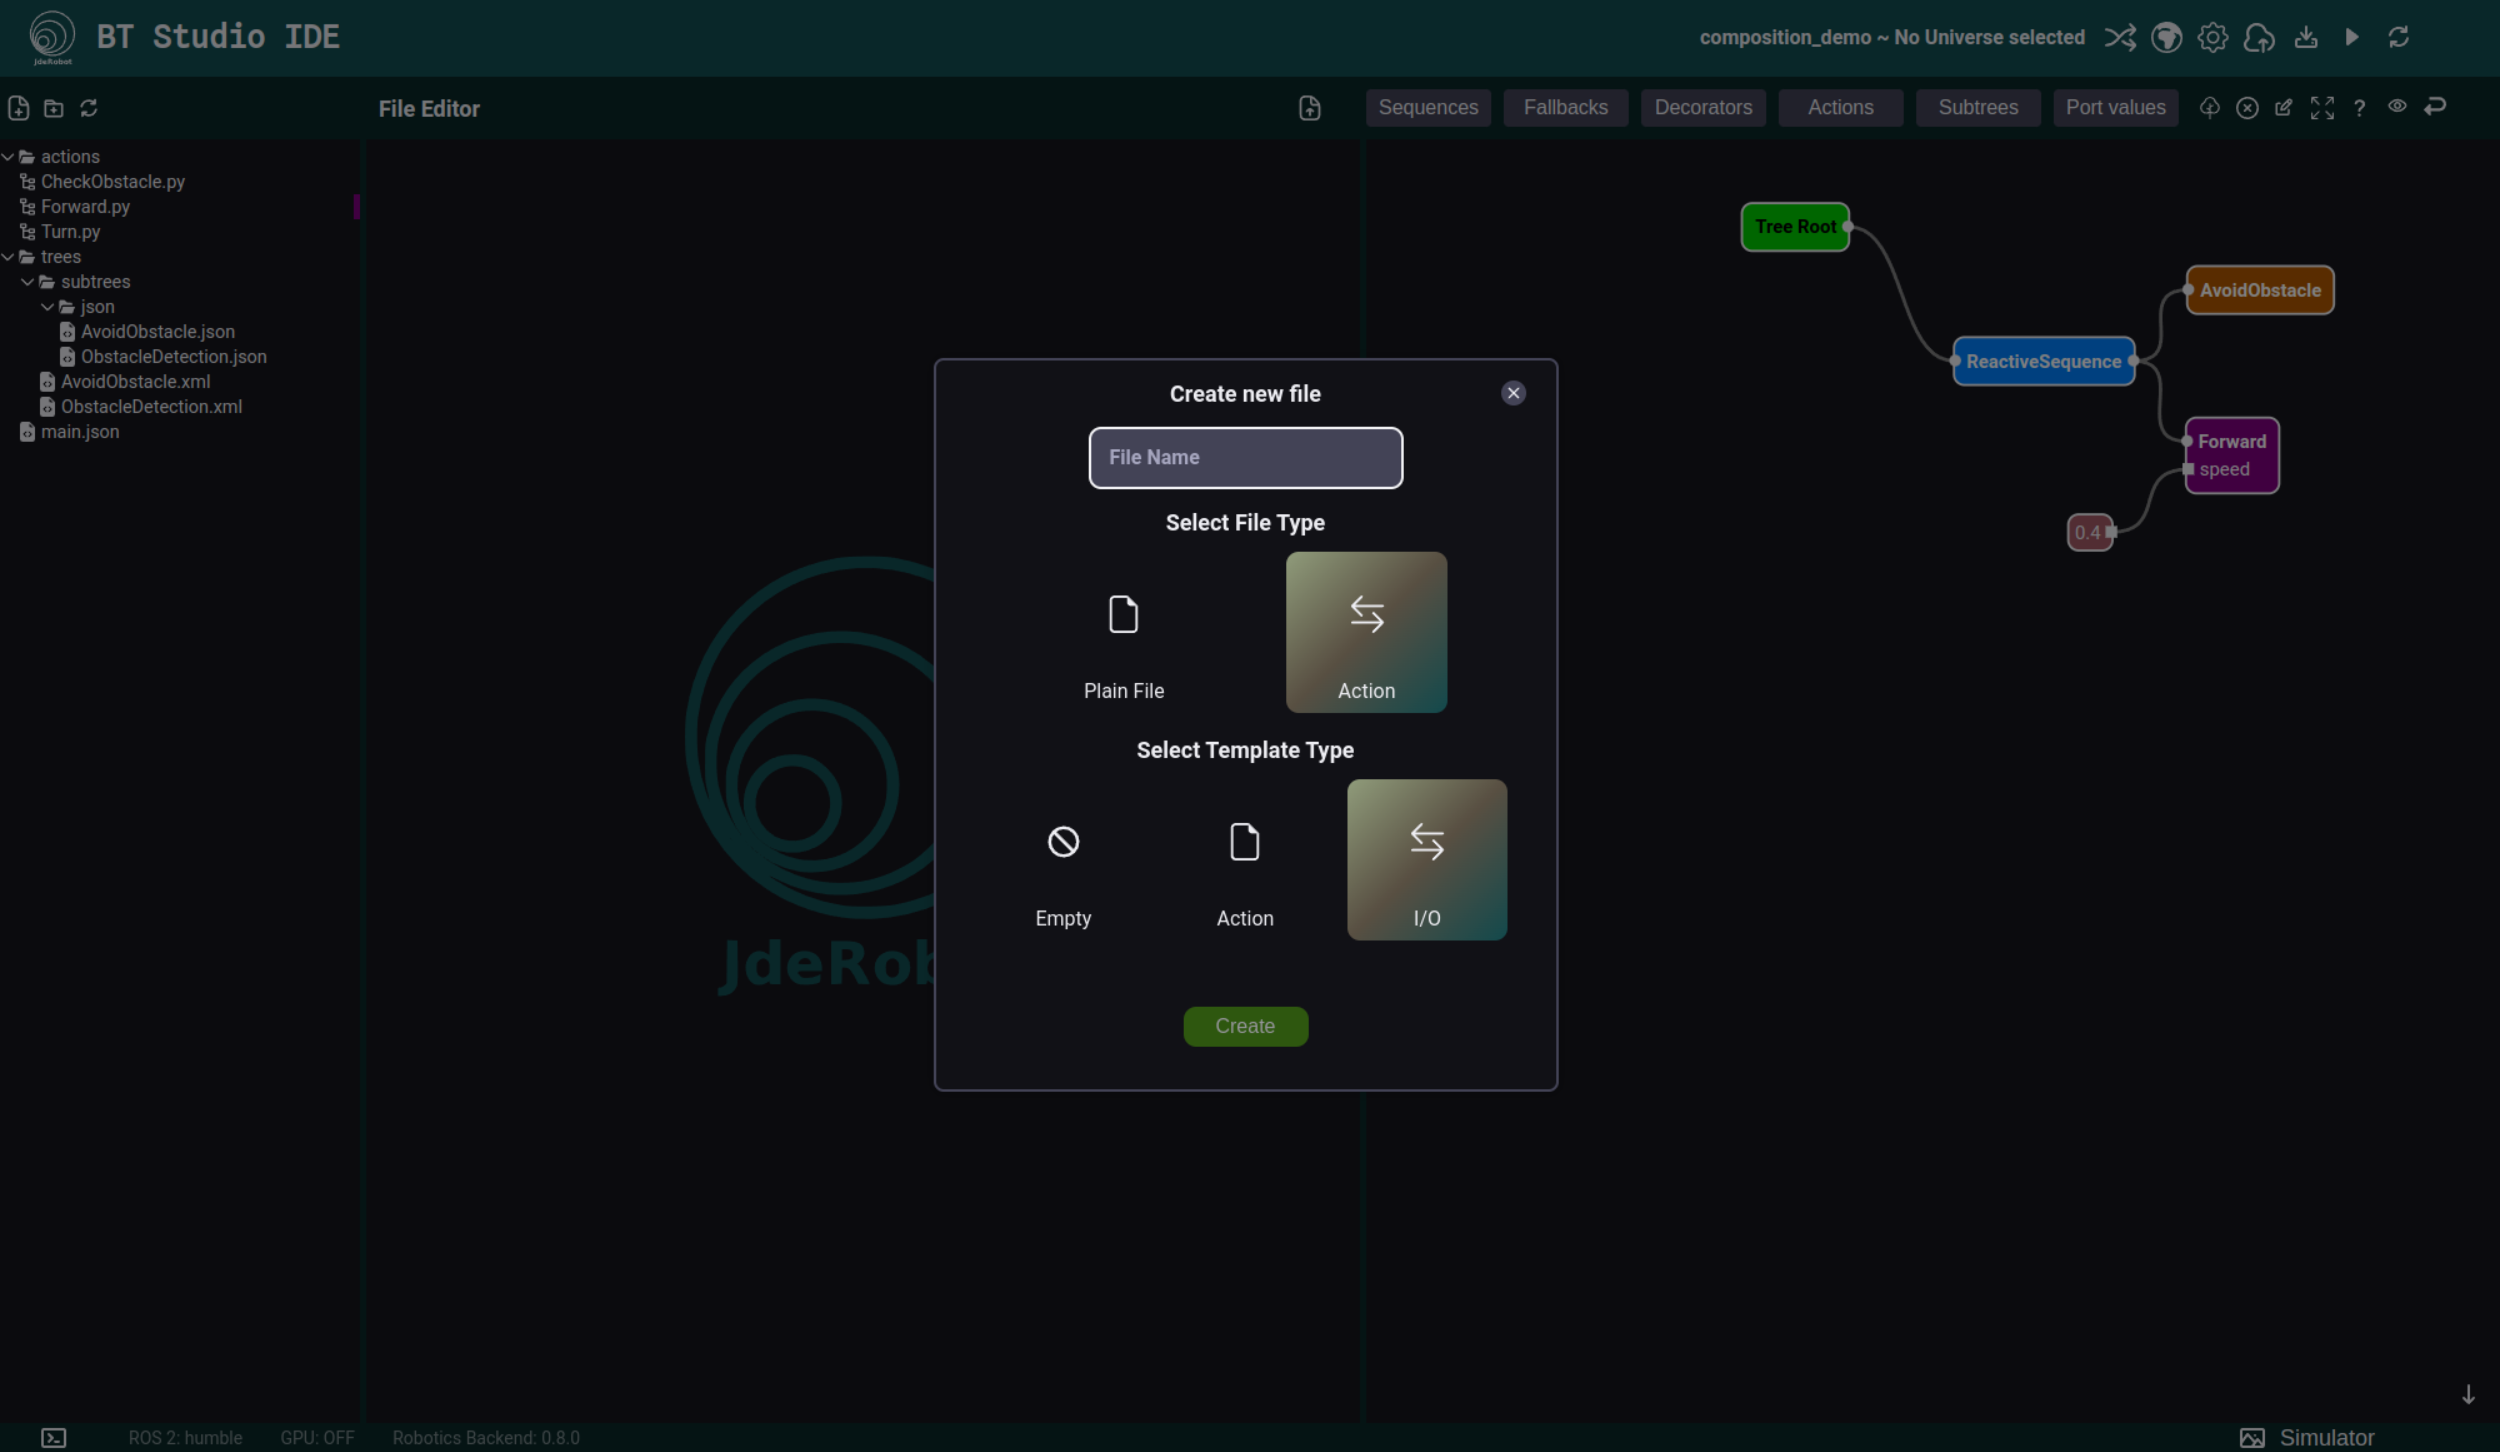 JdeRobot
BT Studio IDE
composition_demo ~ No Universe selected
File Editor
Sequences
Fallbacks
Decorators
Actions
Subtrees
Port values
?
actions
CheckObstacle.py
Forward.py
Turn.py
trees
subtrees
json
AvoidObstacle.json
ObstacleDetection.json
AvoidObstacle.xml
ObstacleDetection.xml
main.json
JdeRob
Create new file
File Name
Select File Type
Plain File
Action
Select Template Type
Empty
Action
I/O
Create
Tree Root
AvoidObstacle
ReactiveSequence
Forward
speed
0.4
ROS 2: humble
GPU: OFF
Robotics Backend: 0.8.0
Simulator